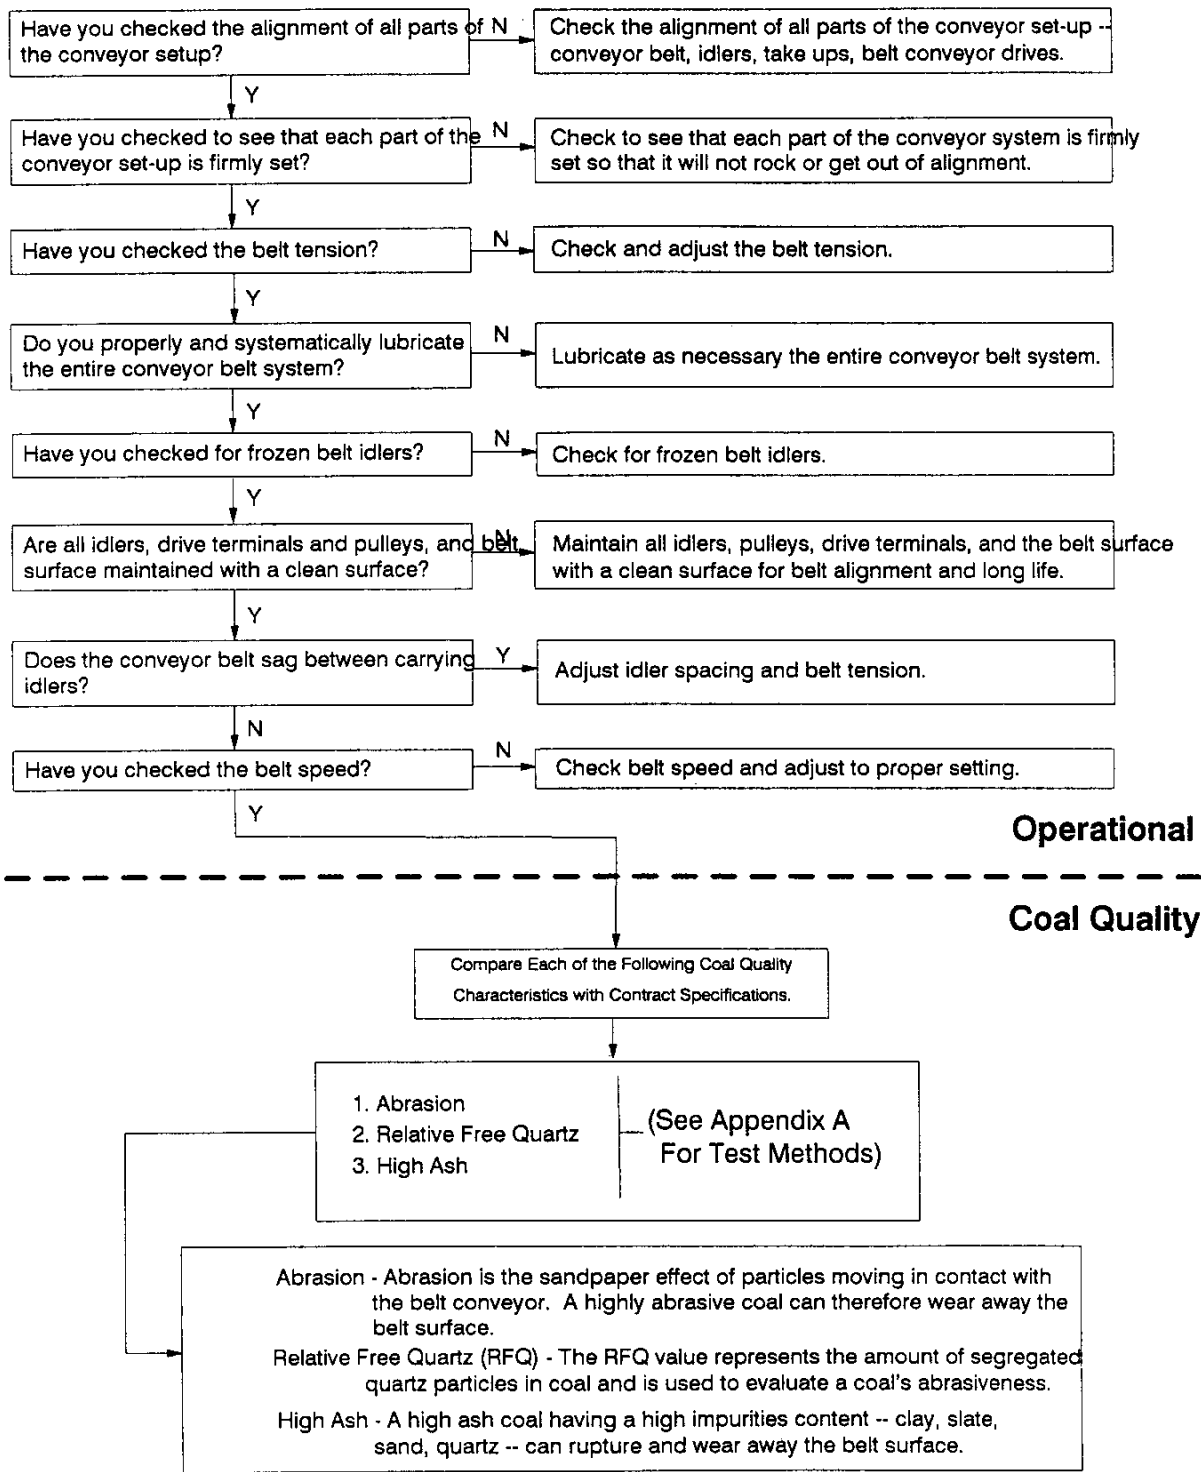 Have you checked the alignment of all parts of
the conveyor setup?
N
Check the alignment of all parts of the conveyor set-up --
conveyor belt, idlers, take ups, belt conveyor drives.
Y
Have you checked to see that each part of the
conveyor set-up is firmly set?
N
Check to see that each part of the conveyor system is firmly
set so that it will not rock or get out of alignment.
Y
Have you checked the belt tension?
N
Check and adjust the belt tension.
Y
Do you properly and systematically lubricate
the entire conveyor belt system?
N
Lubricate as necessary the entire conveyor belt system.
Y
Have you checked for frozen belt idlers?
N
Check for frozen belt idlers.
Y
Are all idlers, drive terminals and pulleys, and belt
surface maintained with a clean surface?
N
Maintain all idlers, pulleys, drive terminals, and the belt surface
with a clean surface for belt alignment and long life.
Y
Does the conveyor belt sag between carrying
idlers?
Y
Adjust idler spacing and belt tension.
N
Have you checked the belt speed?
N
Check belt speed and adjust to proper setting.
Y
Operational
Coal Quality
Compare Each of the Following Coal Quality
Characteristics with Contract Specifications.
1. Abrasion
2. Relative Free Quartz
3. High Ash
(See Appendix A
For Test Methods)
Abrasion - Abrasion is the sandpaper effect of particles moving in contact with
the belt conveyor. A highly abrasive coal can therefore wear away the
belt surface.
Relative Free Quartz (RFQ) - The RFQ value represents the amount of segregated
quartz particles in coal and is used to evaluate a coal's abrasiveness.
High Ash - A high ash coal having a high impurities content -- clay, slate,
sand, quartz -- can rupture and wear away the belt surface.